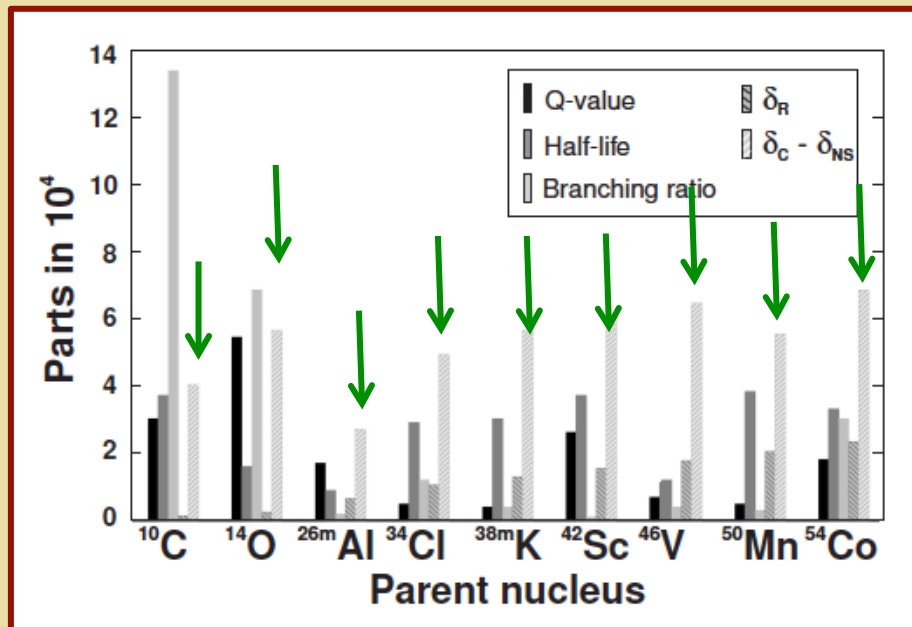 14
12
10
8
6
4
2
0
Parts in 10⁴
Q-value
Half-life
Branching ratio
δR
δC - δNS
¹⁰C ¹⁴O ²⁶ᵐAl ³⁴Cl ³⁸ᵐK ⁴²Sc ⁴⁶V ⁵⁰Mn ⁵⁴Co
Parent nucleus